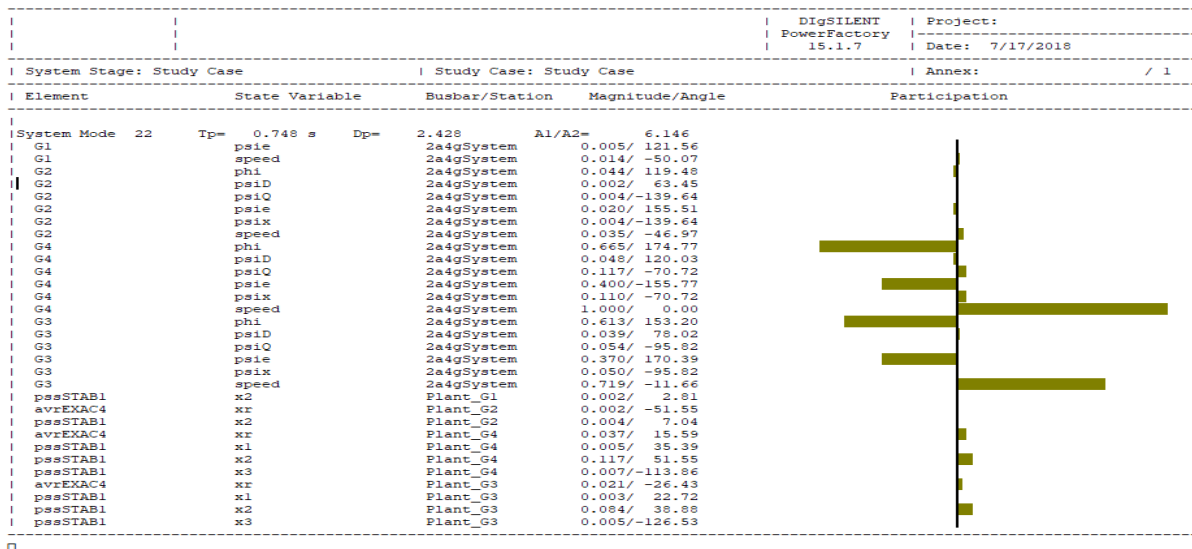 DIgSILENT | Project:
PowerFactory
15.1.7 | Date: 7/17/2018
System Stage: Study Case | Study Case: Study Case | Annex: / 1
Element State Variable Busbar/Station Magnitude/Angle Participation
System Mode 22 Tp= 0.748 s Dp= 2.428 A1/A2= 6.146
G1 psie 2a4gSystem 0.005/ 121.56
G1 speed 2a4gSystem 0.014/ -50.07
G2 phi 2a4gSystem 0.044/ 119.48
G2 psiD 2a4gSystem 0.002/ 63.45
G2 psiQ 2a4gSystem 0.004/-139.64
G2 psie 2a4gSystem 0.020/ 155.51
G2 psix 2a4gSystem 0.004/-139.64
G2 speed 2a4gSystem 0.035/ -46.97
G4 phi 2a4gSystem 0.665/ 174.77
G4 psiD 2a4gSystem 0.048/ 120.03
G4 psiQ 2a4gSystem 0.117/ -70.72
G4 psie 2a4gSystem 0.400/-155.77
G4 psix 2a4gSystem 0.110/ -70.72
G4 speed 2a4gSystem 1.000/ 0.00
G3 phi 2a4gSystem 0.613/ 153.20
G3 psiD 2a4gSystem 0.039/ 78.02
G3 psiQ 2a4gSystem 0.054/ -95.82
G3 psie 2a4gSystem 0.370/ 170.39
G3 psix 2a4gSystem 0.050/ -95.82
G3 speed 2a4gSystem 0.719/ -11.66
pssSTAB1 x2 Plant_G1 0.002/ 2.81
avrEXAC4 xr Plant_G2 0.002/ -51.55
pssSTAB1 x2 Plant_G2 0.004/ 7.04
avrEXAC4 xr Plant_G4 0.037/ 15.59
pssSTAB1 x1 Plant_G4 0.005/ 35.39
pssSTAB1 x2 Plant_G4 0.117/ 51.55
pssSTAB1 x3 Plant_G4 0.007/-113.86
avrEXAC4 xr Plant_G3 0.021/ -26.43
pssSTAB1 x1 Plant_G3 0.003/ 22.72
pssSTAB1 x2 Plant_G3 0.084/ 38.88
pssSTAB1 x3 Plant_G3 0.005/-126.53